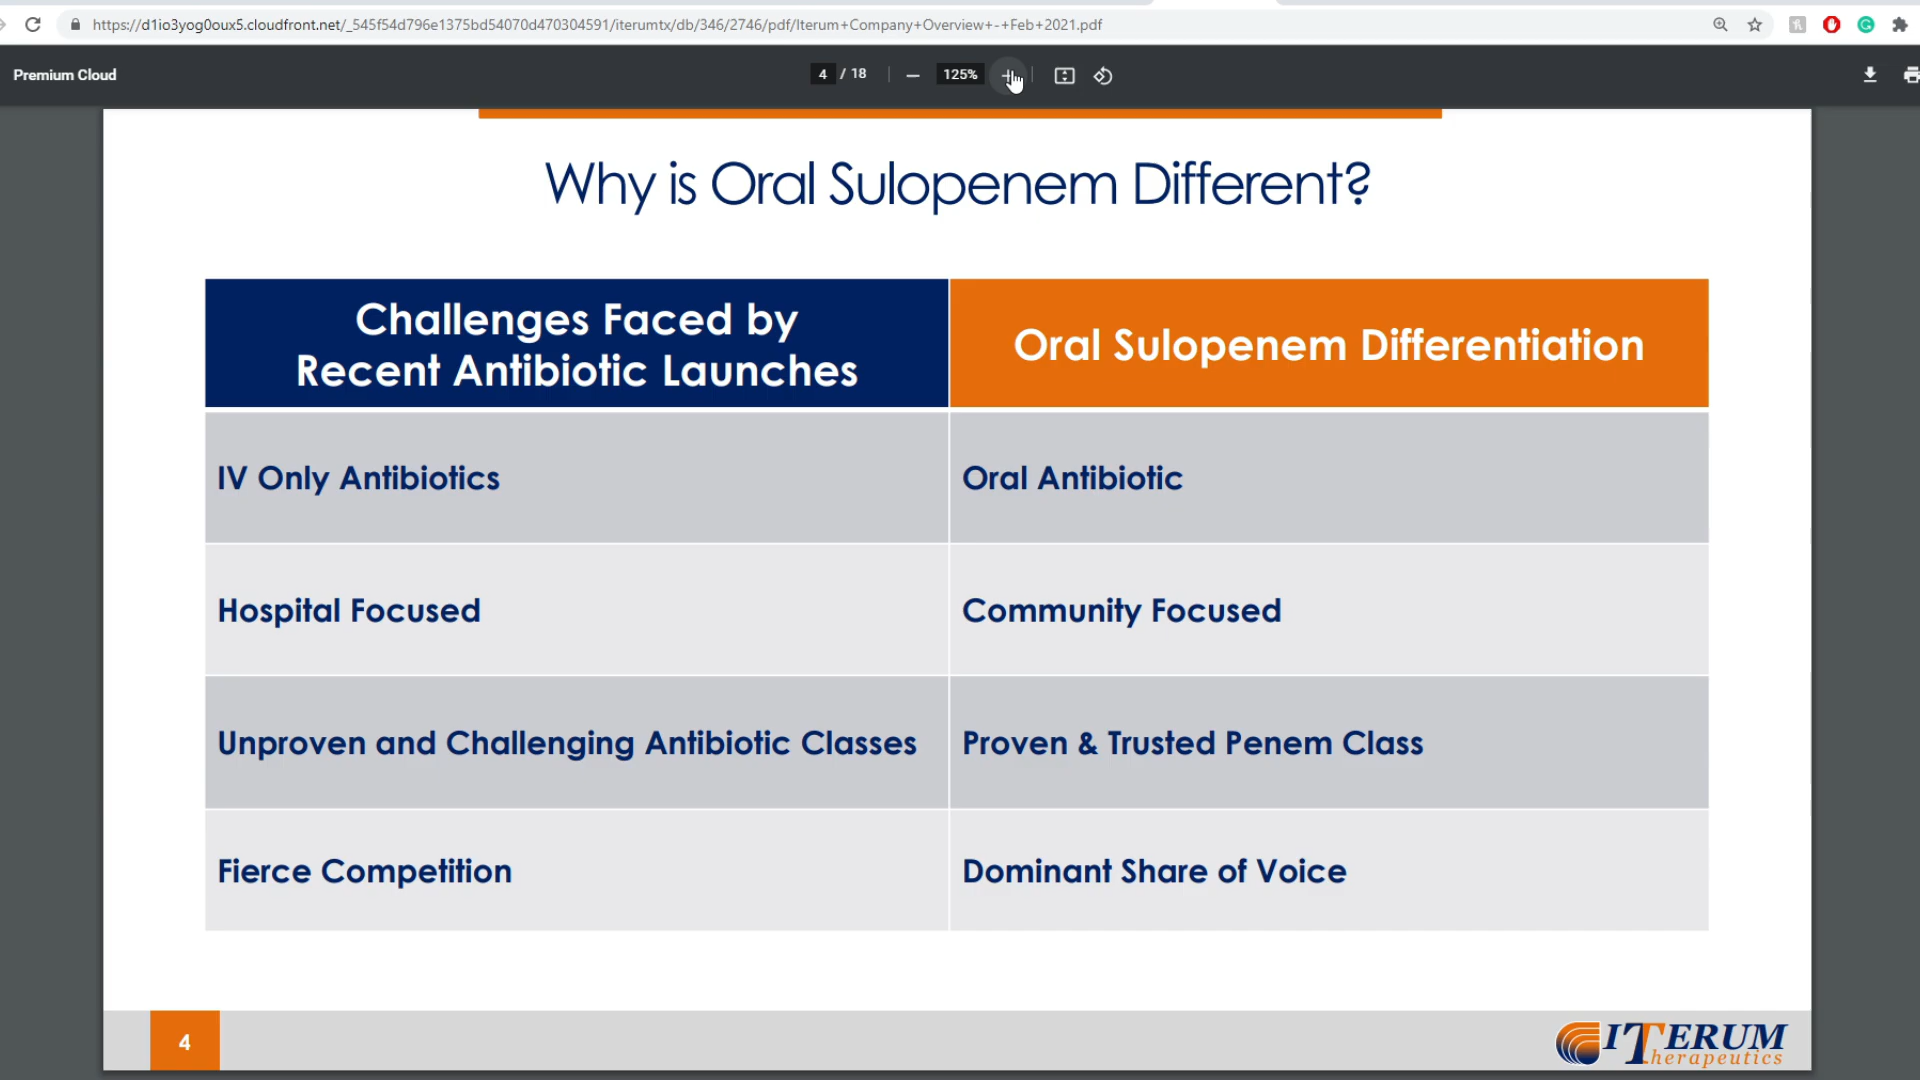 https://d1io3yog0oux5.cloudfront.net/_545f54d796e1375bd54070d470304591/iterumtx/db/346/2746/pdf/Iterum+Company+Overview+-+Feb+2021.pdf
Premium Cloud
4 / 18
125%
Why is Oral Sulopenem Different?
Challenges Faced by
Recent Antibiotic Launches
Oral Sulopenem Differentiation
IV Only Antibiotics
Oral Antibiotic
Hospital Focused
Community Focused
Unproven and Challenging Antibiotic Classes
Proven & Trusted Penem Class
Fierce Competition
Dominant Share of Voice
4
ITERUM
Therapeutics